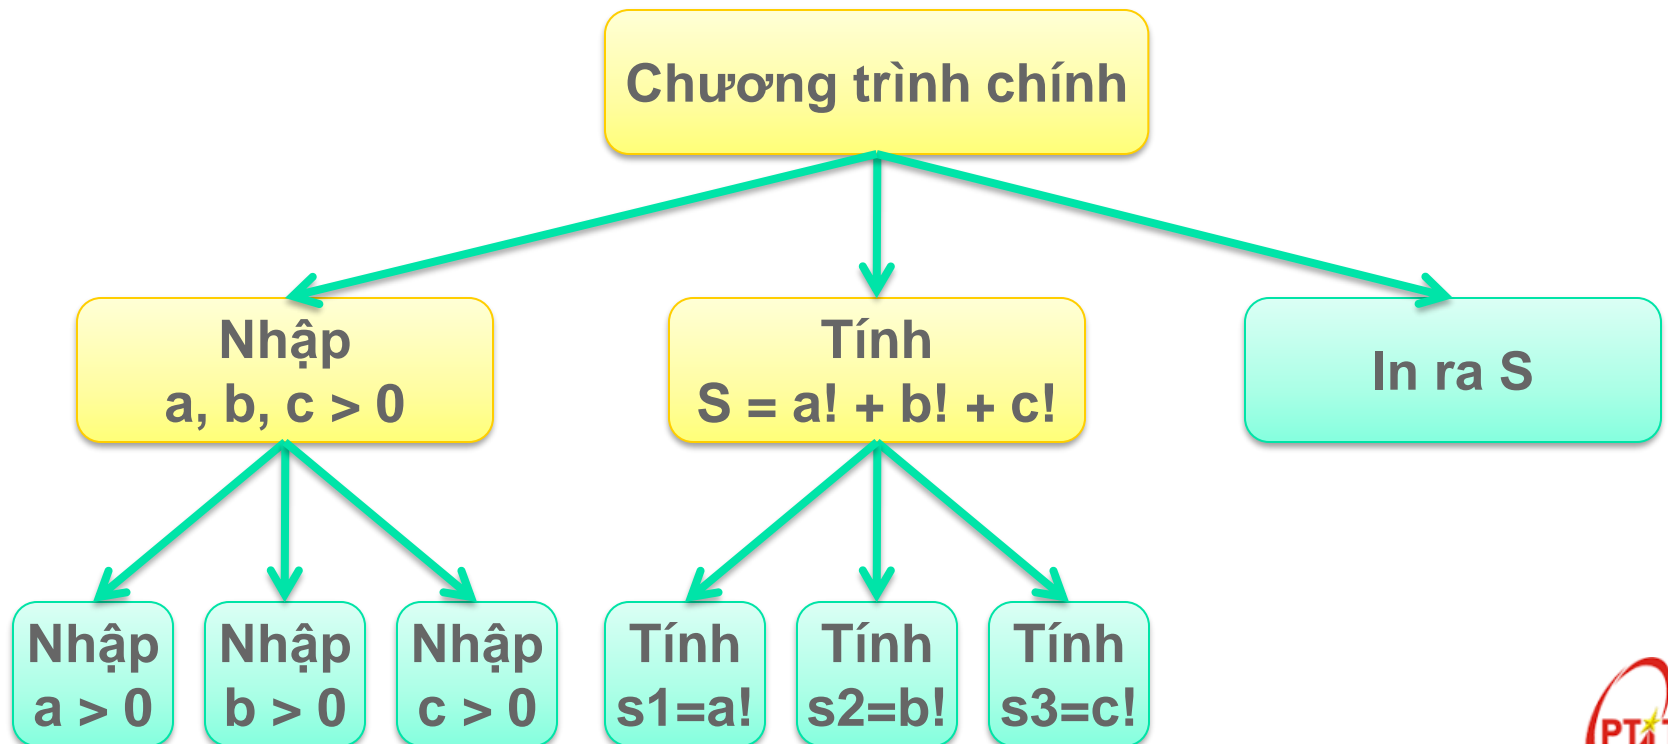 Chương trình chính
Nhập
a, b, c > 0
Tính
S = a! + b! + c!
In ra S
Nhập
a > 0
Nhập
b > 0
Nhập
c > 0
Tính
s1=a!
Tính
s2=b!
Tính
s3=c!